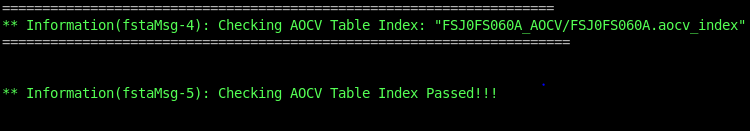 =====================================================================
** Information(fstaMsg-4): Checking AOCV Table Index: "FSJ0FS060A_AOCV/FSJ0FS060A.aocv_index"
=======================================================================
** Information(fstaMsg-5): Checking AOCV Table Index Passed!!!